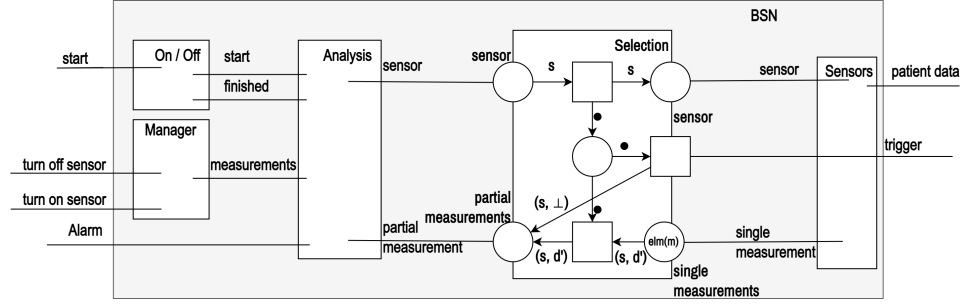 BSN
start
On / Off
start
finished
Analysis
sensor
sensor
s
s
Selection
sensor
Sensors
patient data
Manager
sensor
turn off sensor
measurements
trigger
turn on sensor
partial
measurements
(s, ⊥)
Alarm
partial
measurement
(s, d')
(s, d')
elm(m)
single
measurement
single
measurements